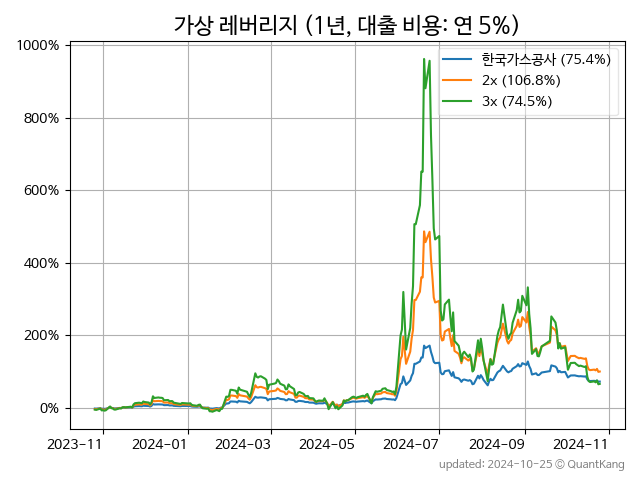 가상 레버리지 (1년, 대출 비용: 연 5%)
1000%
800%
600%
400%
200%
0%
한국가스공사 (75.4%)
2x (106.8%)
3x (74.5%)
2023-11
2024-01
2024-03
2024-05
2024-07
2024-09
2024-11
updated: 2024-10-25 © QuantKang